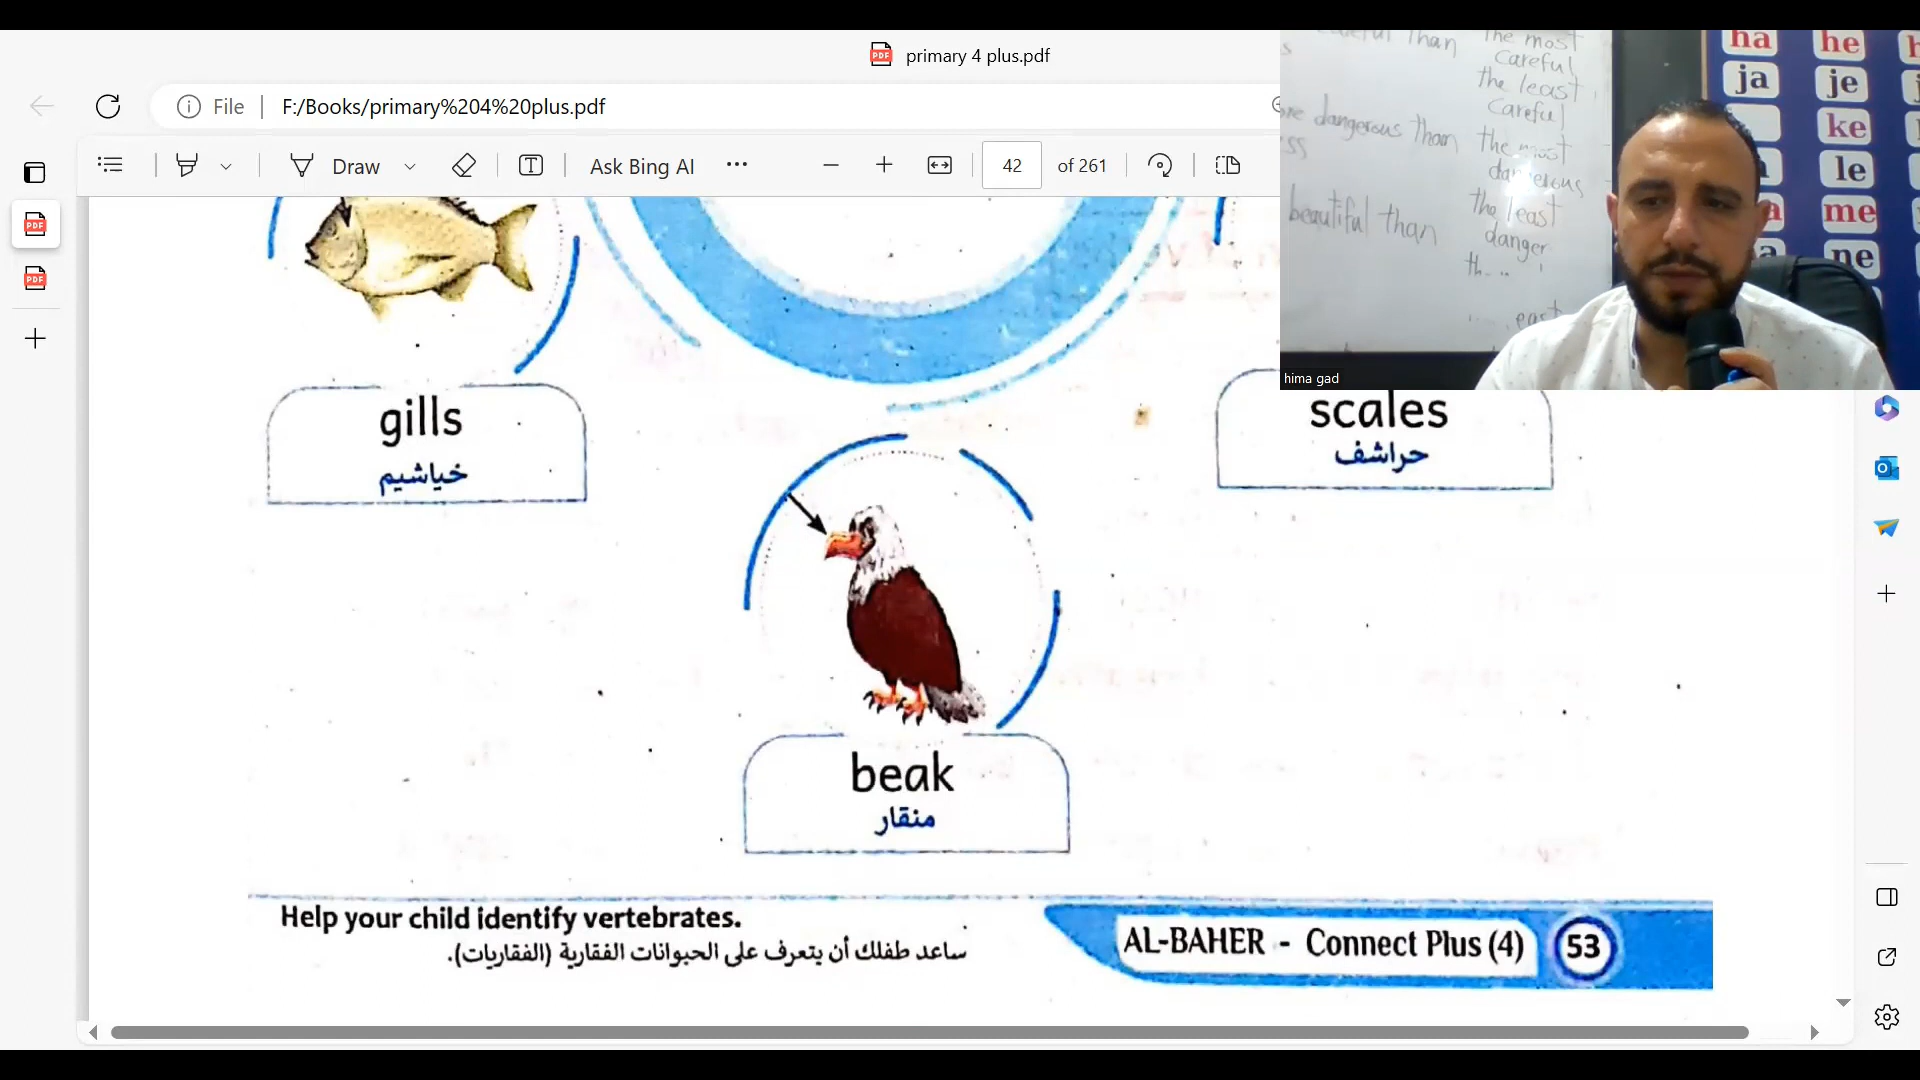 primary 4 plus.pdf
File
F:/Books/primary%204%20plus.pdf
Draw
Ask Bing AI
42 of 261
careful than
the most
careful
the least
careful
dangerous than
the most
dangerous
the least
danger
beautiful than
ha he
ja je
ke
le
me
ne
hima gad
gills
خياشيم
scales
حراشف
beak
منقار
Help your child identify vertebrates.
ساعد طفلك أن يتعرف على الحيوانات الفقارية (الفقاريات).
AL-BAHER - Connect Plus (4)
53